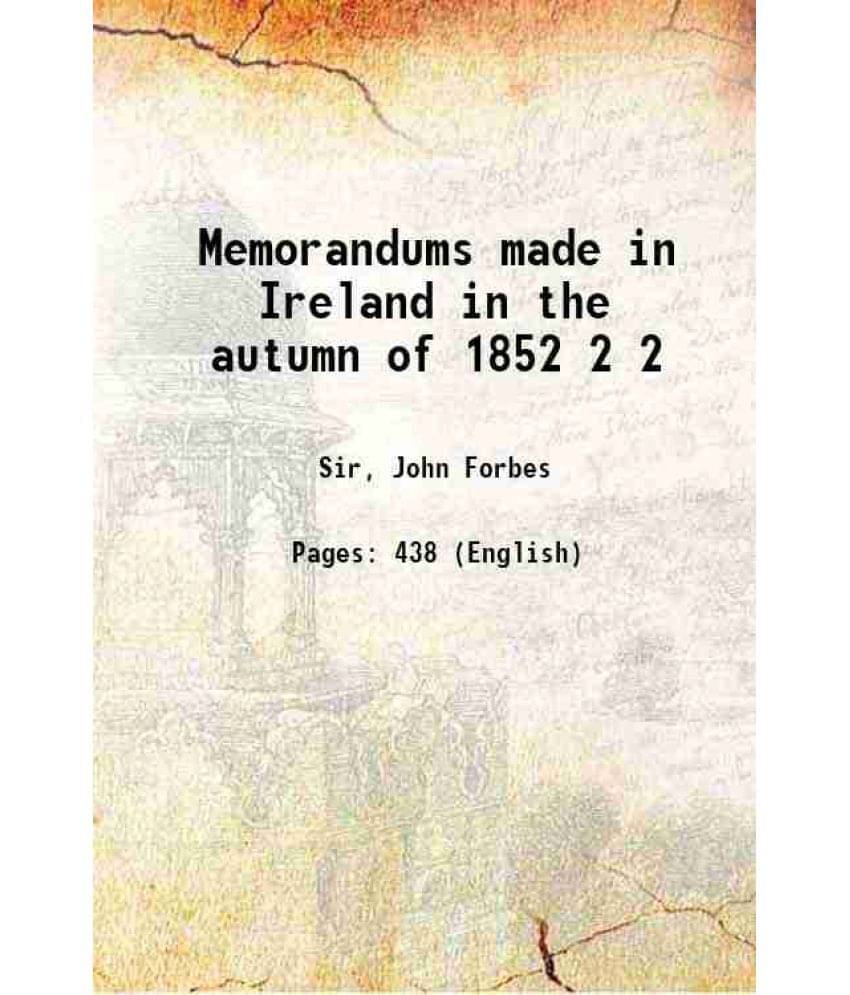 Memorandums made in
Ireland in the
autumn of 1852 2 2
Sir, John Forbes
Pages: 438 (English)